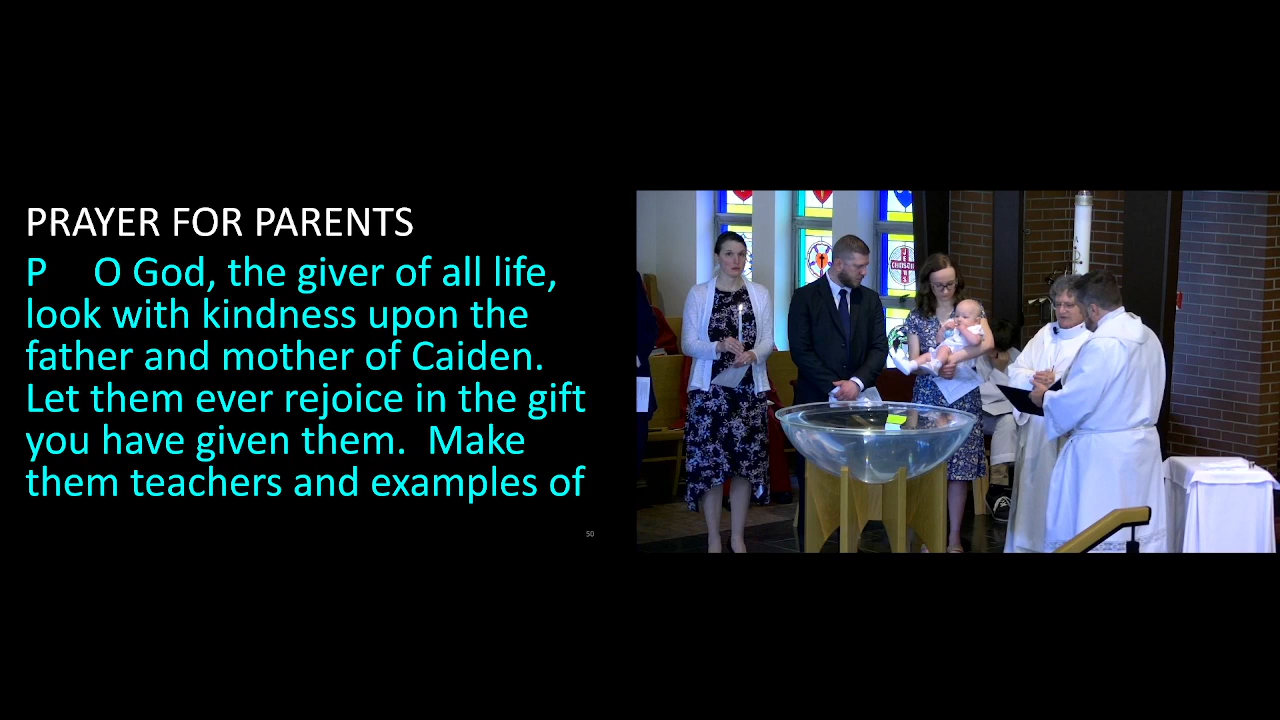 PRAYER FOR PARENTS
P O God, the giver of all life,
look with kindness upon the
father and mother of Caiden.
Let them ever rejoice in the gift
you have given them.  Make
them teachers and examples of
50